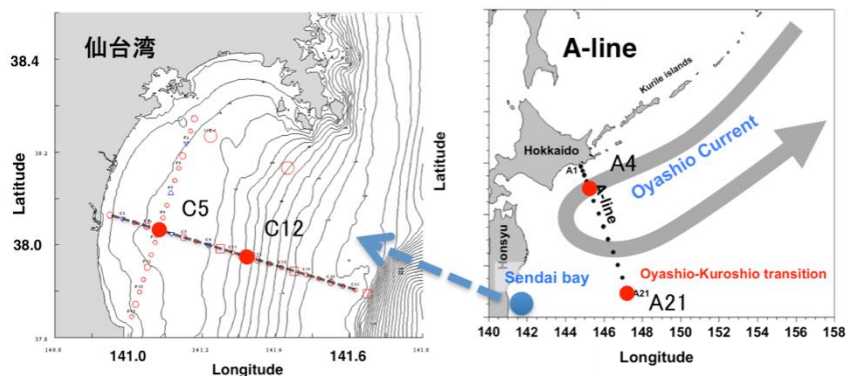 仙台湾
38.4
38.2
38.0
37.8
Latitude
C5
C12
140.8
141.0
141.2
141.4
141.6
141.8
Longitude
A-line
Kurile islands
Hokkaido
A1
A4
A-line
Oyashio Current
Honsyu
Sendai bay
Oyashio-Kuroshio transition
A21
A21
Latitude
140 142 144 146 148 150 152 154 156 158
Longitude